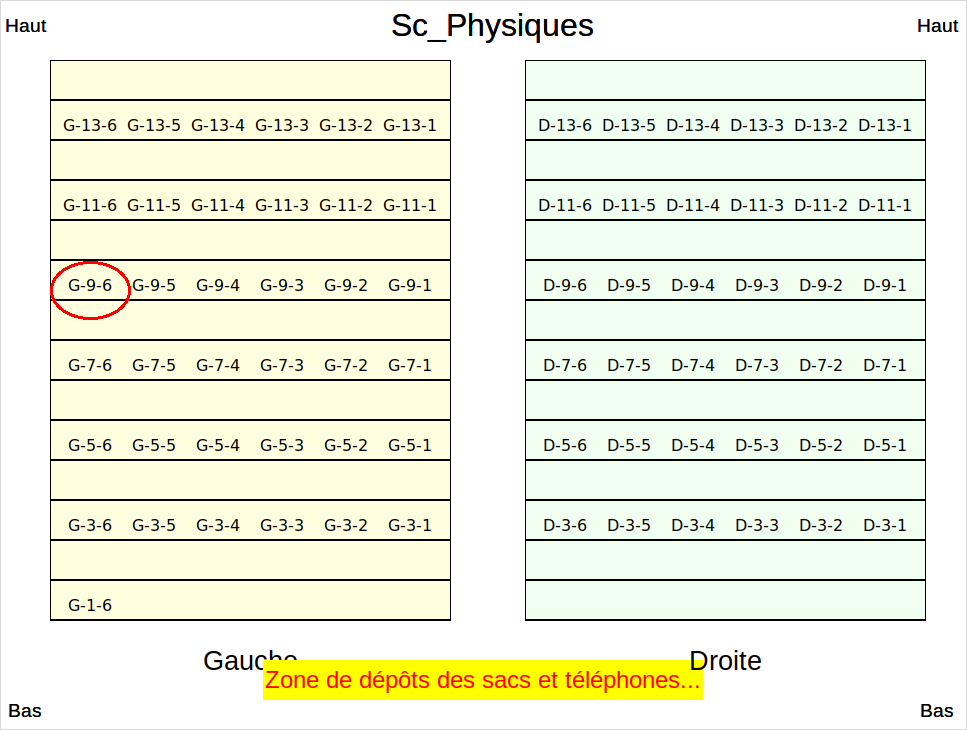 Sc_Physiques
Haut Haut
G-13-6 G-13-5 G-13-4 G-13-3 G-13-2 G-13-1 D-13-6 D-13-5 D-13-4 D-13-3 D-13-2 D-13-1
G-11-6 G-11-5 G-11-4 G-11-3 G-11-2 G-11-1 D-11-6 D-11-5 D-11-4 D-11-3 D-11-2 D-11-1
G-9-6 G-9-5 G-9-4 G-9-3 G-9-2 G-9-1 D-9-6 D-9-5 D-9-4 D-9-3 D-9-2 D-9-1
G-7-6 G-7-5 G-7-4 G-7-3 G-7-2 G-7-1 D-7-6 D-7-5 D-7-4 D-7-3 D-7-2 D-7-1
G-5-6 G-5-5 G-5-4 G-5-3 G-5-2 G-5-1 D-5-6 D-5-5 D-5-4 D-5-3 D-5-2 D-5-1
G-3-6 G-3-5 G-3-4 G-3-3 G-3-2 G-3-1 D-3-6 D-3-5 D-3-4 D-3-3 D-3-2 D-3-1
G-1-6
Gauche Droite
Zone de dépôts des sacs et téléphones...
Bas Bas